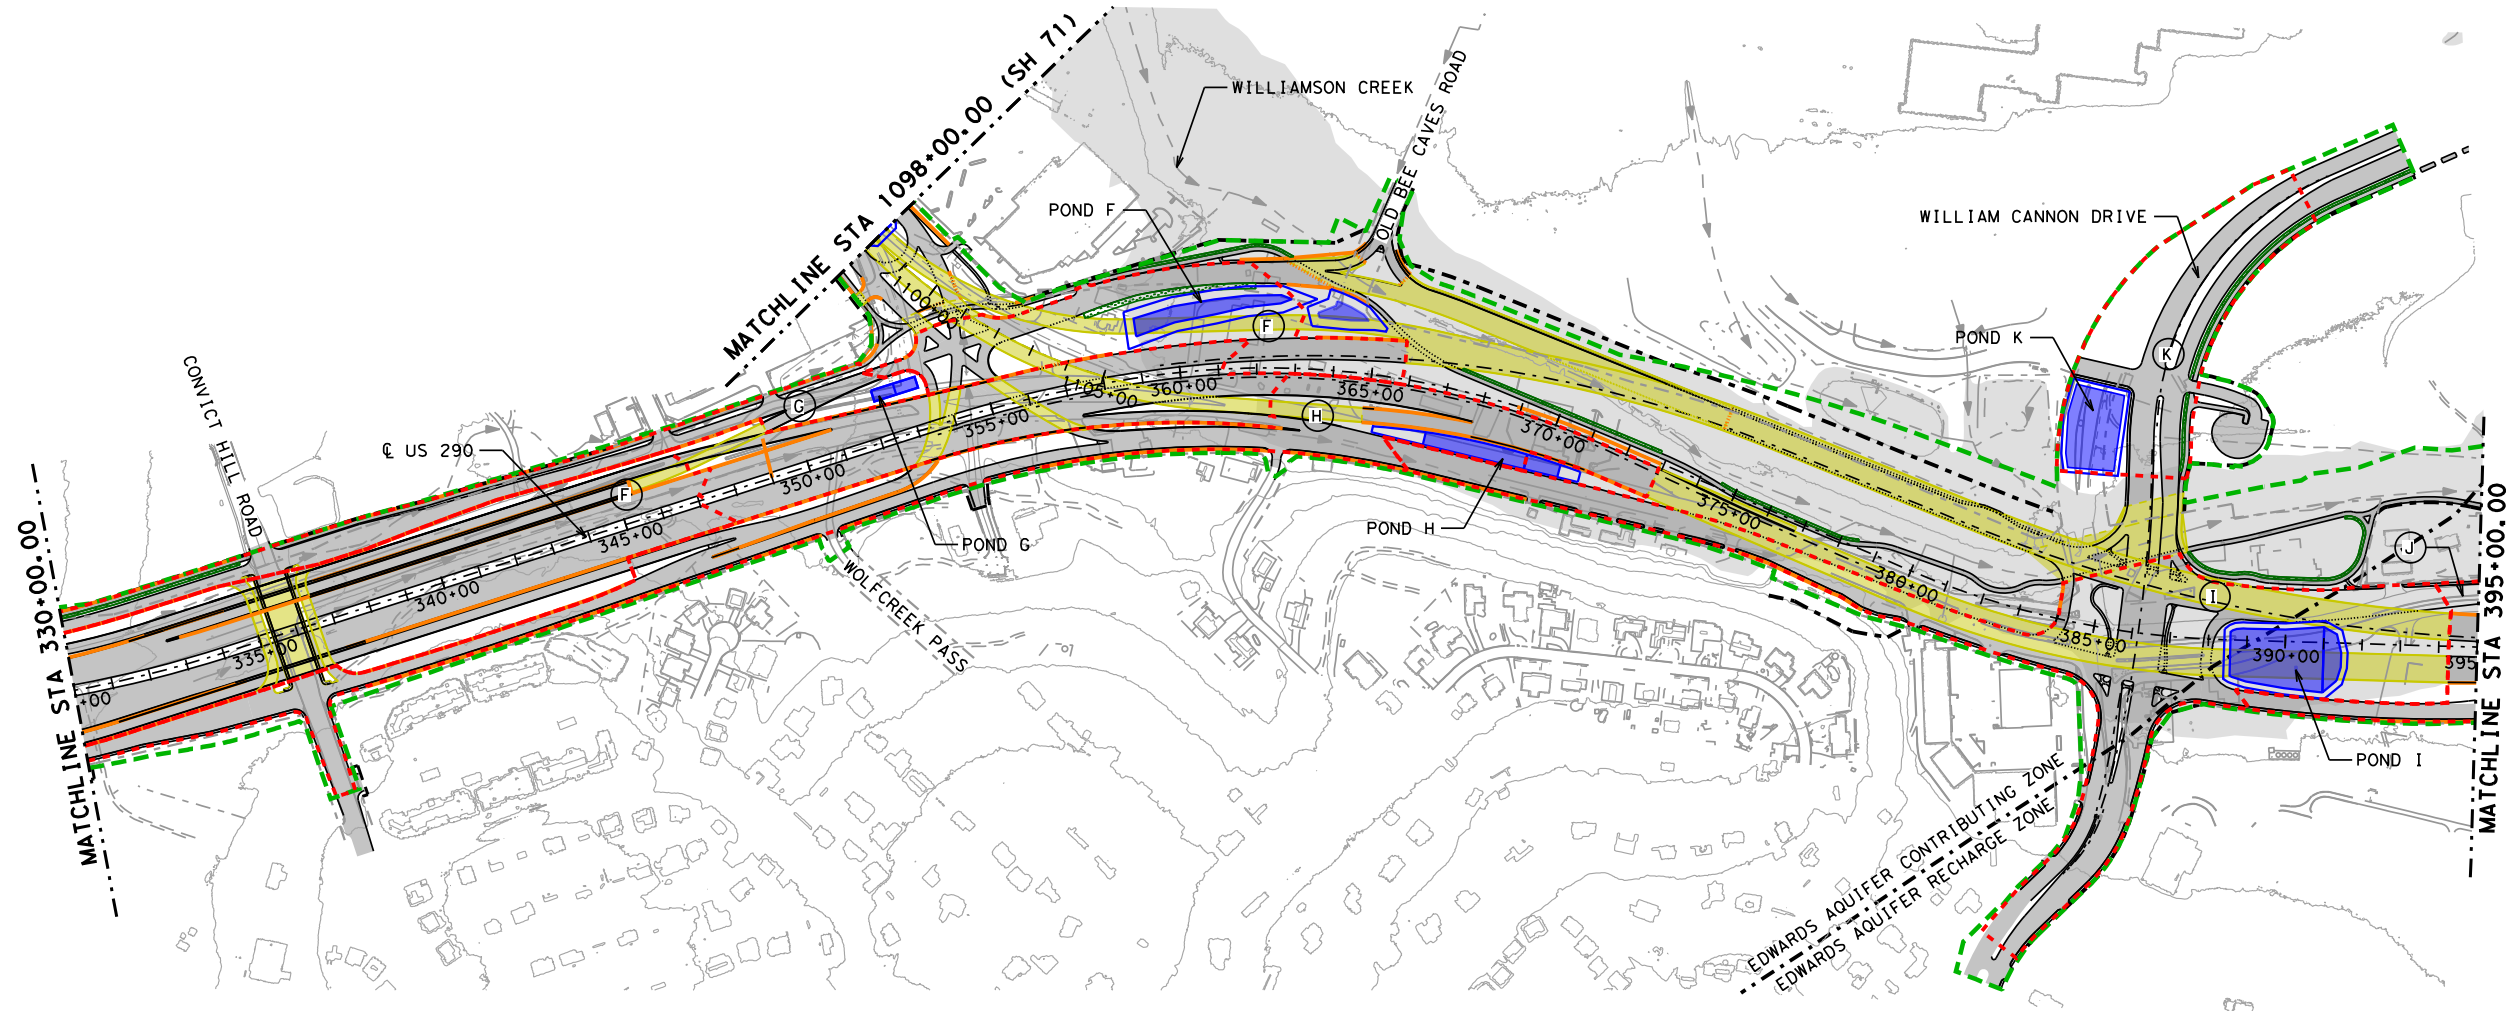 MATCHLINE STA 1098+00.00 (SH 71)
WILLIAMSON CREEK
OLD BEE CAVES ROAD
POND F
WILLIAM CANNON DRIVE
1100+00
POND K
F
K
CONVICT HILL ROAD
1105+00
360+00
365+00
G
H
355+00
370+00
℄ US 290
350+00
F
375+00
345+00
POND H
POND G
J
MATCHLINE STA 330+00.00
340+00
WOLFCREEK PASS
380+00
I
MATCHLINE STA 395+00.00
335+00
385+00
390+00
395
+00
POND I
EDWARDS AQUIFER CONTRIBUTING ZONE
EDWARDS AQUIFER RECHARGE ZONE